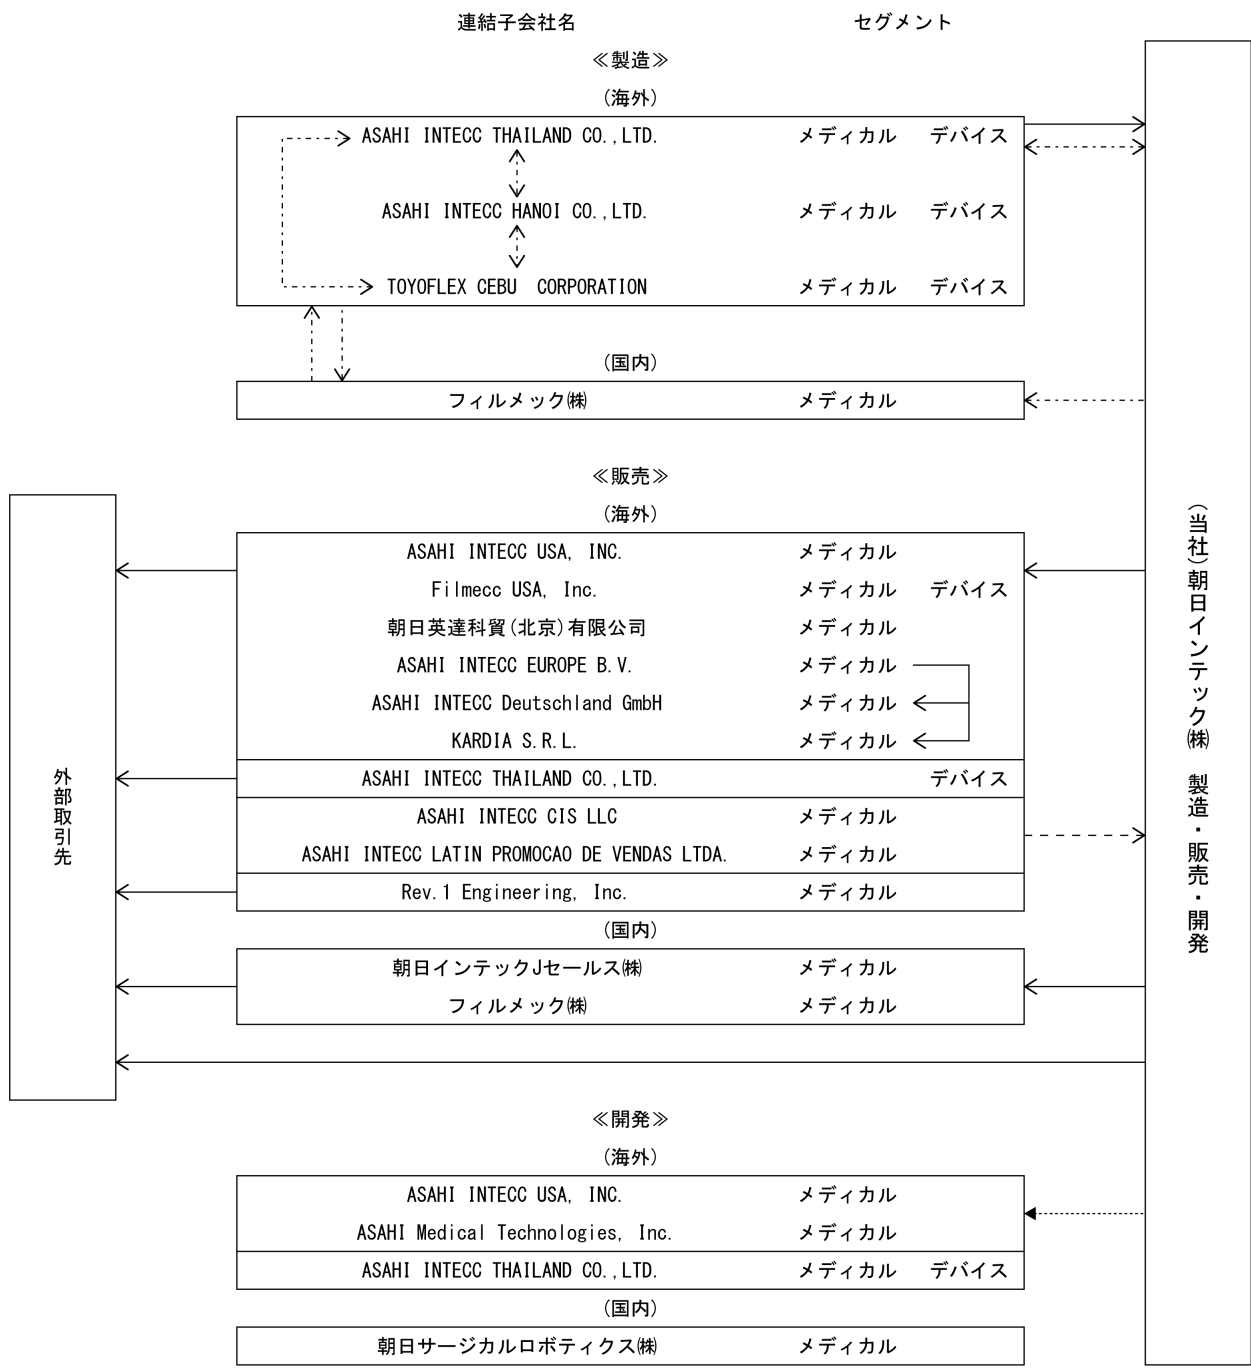 連結子会社名 セグメント
≪製造≫
(海外)
ASAHI INTECC THAILAND CO.,LTD. メディカル デバイス
ASAHI INTECC HANOI CO.,LTD. メディカル デバイス
TOYOFLEX CEBU CORPORATION メディカル デバイス
(国内)
フィルメック㈱ メディカル
≪販売≫
(海外)
ASAHI INTECC USA, INC. メディカル
Filmecc USA, Inc. メディカル デバイス
朝日英達科貿(北京)有限公司 メディカル
ASAHI INTECC EUROPE B.V. メディカル
ASAHI INTECC Deutschland GmbH メディカル
KARDIA S.R.L. メディカル
ASAHI INTECC THAILAND CO.,LTD. デバイス
ASAHI INTECC CIS LLC メディカル
ASAHI INTECC LATIN PROMOCAO DE VENDAS LTDA. メディカル
Rev.1 Engineering, Inc. メディカル
(国内)
朝日インテックJセールス㈱ メディカル
フィルメック㈱ メディカル
≪開発≫
(海外)
ASAHI INTECC USA, INC. メディカル
ASAHI Medical Technologies, Inc. メディカル
ASAHI INTECC THAILAND CO.,LTD. メディカル デバイス
(国内)
朝日サージカルロボティクス㈱ メディカル
外部取引先
(当社)朝日インテック㈱ 製造・販売・開発